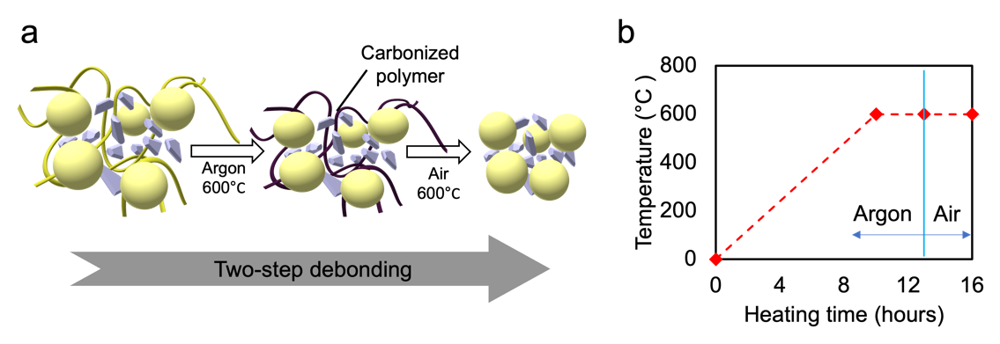 a
Carbonized
polymer
Argon
600°C
Air
600°C
Two-step debonding
b
Temperature (°C )
800
600
400
200
0
Argon
Air
0 4 8 12 16
Heating time (hours)